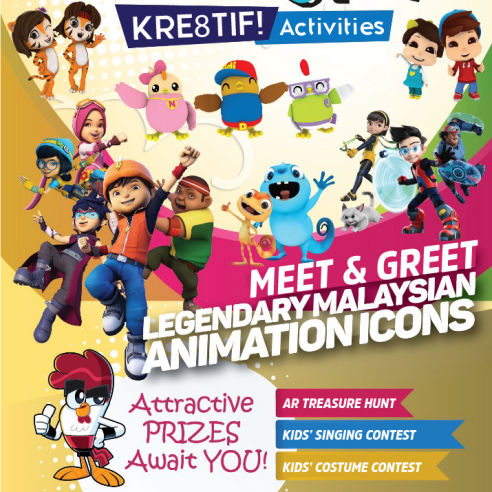 KRE8TIF! Activities
N
MEET & GREET
LEGENDARY MALAYSIAN
ANIMATION ICONS
Attractive
PRIZES
Await YOU!
AR TREASURE HUNT
KIDS' SINGING CONTEST
KIDS' COSTUME CONTEST